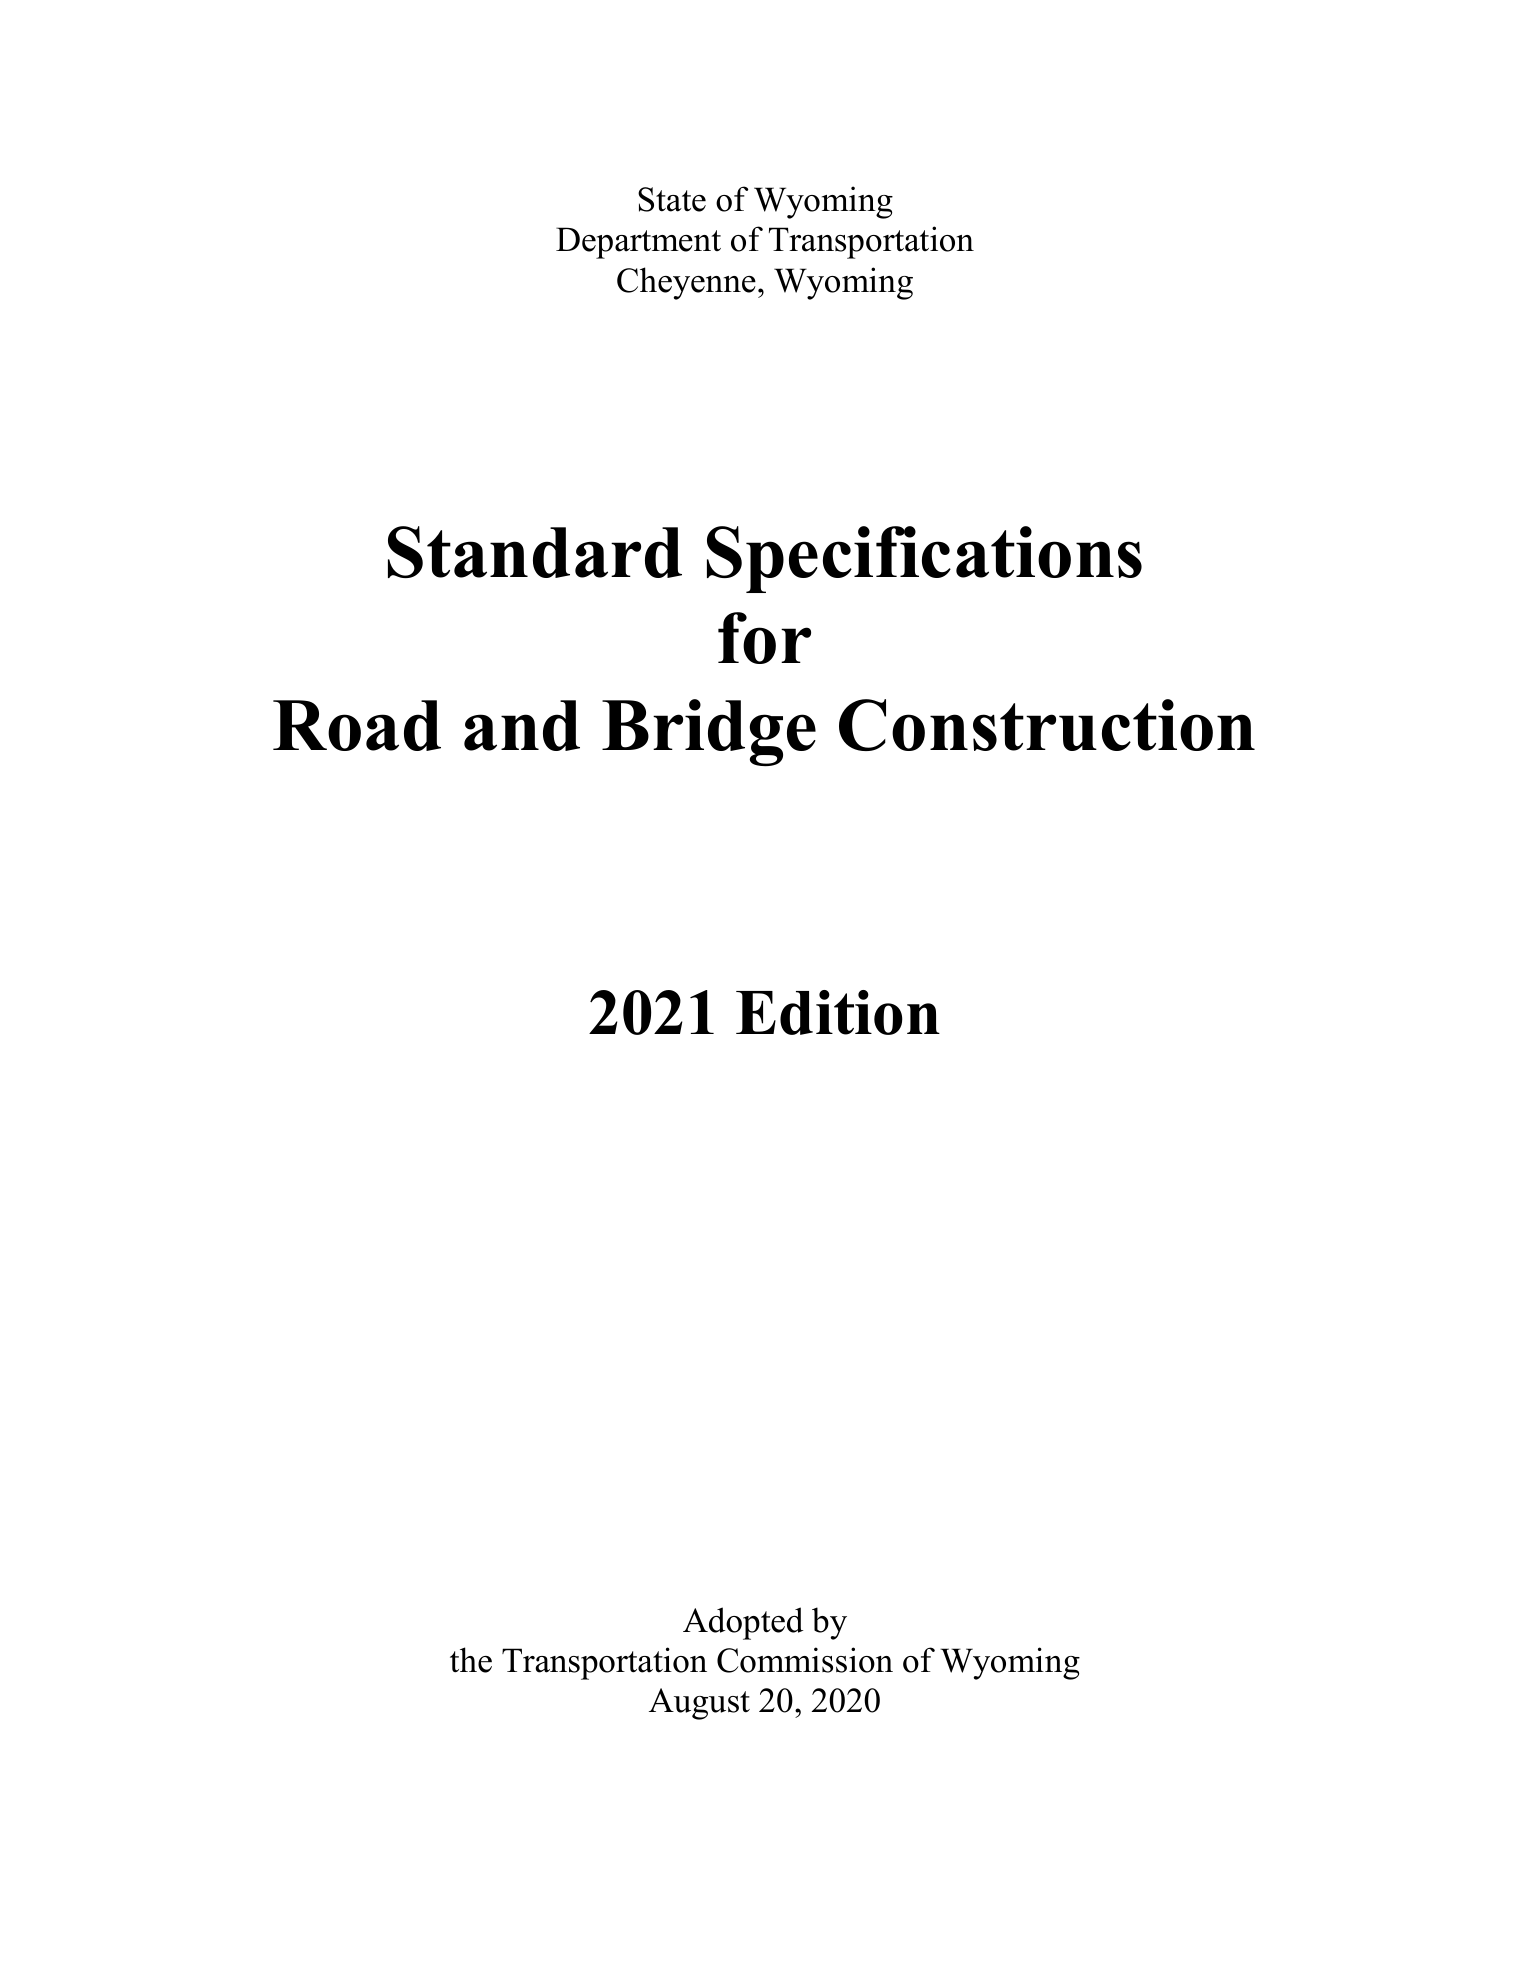 State of Wyoming
Department of Transportation
Cheyenne, Wyoming
Standard Specifications
for
Road and Bridge Construction
2021 Edition
Adopted by
the Transportation Commission of Wyoming
August 20, 2020